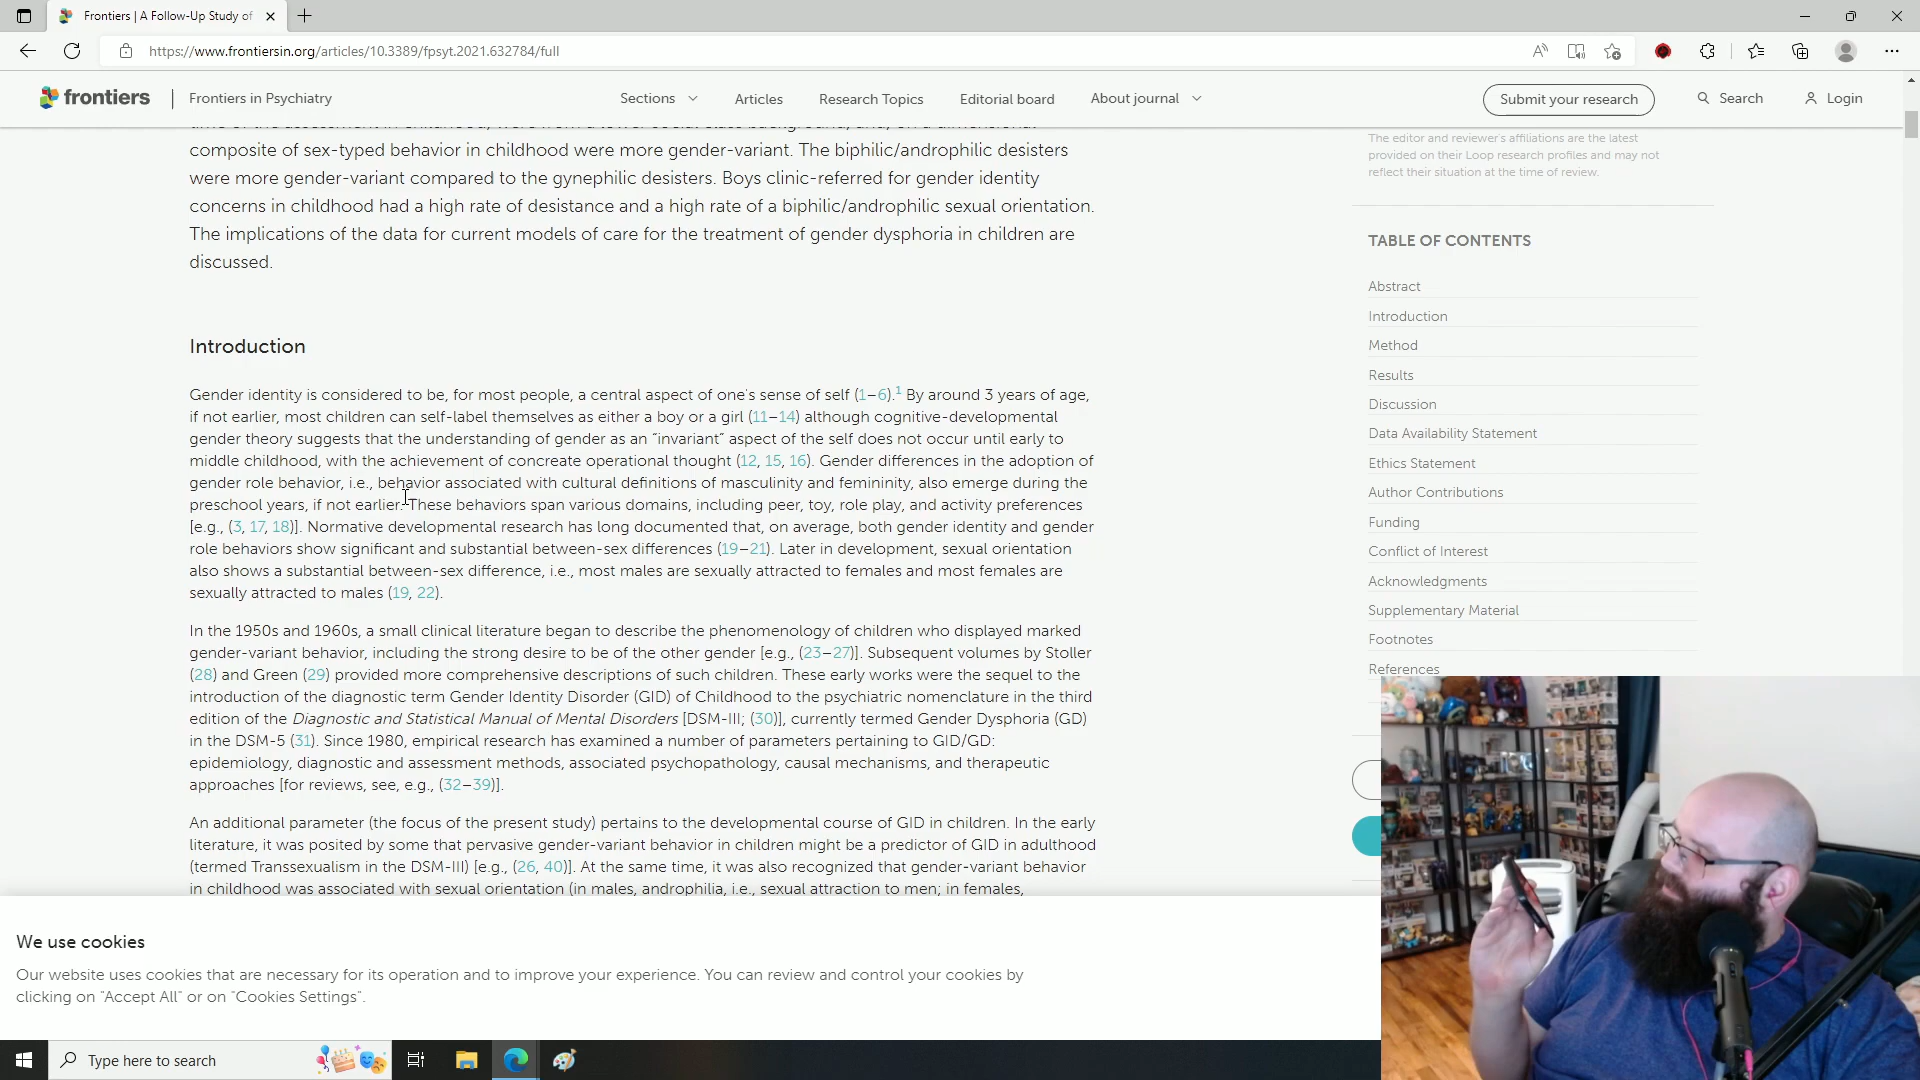 Frontiers | A Follow-Up Study of
https://www.frontiersin.org/articles/10.3389/fpsyt.2021.632784/full
frontiers
Frontiers in Psychiatry
Sections
Articles
Research Topics
Editorial board
About journal
Submit your research
Search
Login
composite of sex-typed behavior in childhood were more gender-variant. The biphilic/androphilic desisters
were more gender-variant compared to the gynephilic desisters. Boys clinic-referred for gender identity
concerns in childhood had a high rate of desistance and a high rate of a biphilic/androphilic sexual orientation.
The implications of the data for current models of care for the treatment of gender dysphoria in children are
discussed.
Introduction
Gender identity is considered to be, for most people, a central aspect of one's sense of self (1–6).1 By around 3 years of age,
if not earlier, most children can self-label themselves as either a boy or a girl (11–14) although cognitive-developmental
gender theory suggests that the understanding of gender as an "invariant" aspect of the self does not occur until early to
middle childhood, with the achievement of concreate operational thought (12, 15, 16). Gender differences in the adoption of
gender role behavior, i.e., behavior associated with cultural definitions of masculinity and femininity, also emerge during the
preschool years, if not earlier. These behaviors span various domains, including peer, toy, role play, and activity preferences
[e.g., (3, 17, 18)]. Normative developmental research has long documented that, on average, both gender identity and gender
role behaviors show significant and substantial between-sex differences (19–21). Later in development, sexual orientation
also shows a substantial between-sex difference, i.e., most males are sexually attracted to females and most females are
sexually attracted to males (19, 22).
In the 1950s and 1960s, a small clinical literature began to describe the phenomenology of children who displayed marked
gender-variant behavior, including the strong desire to be of the other gender [e.g., (23–27)]. Subsequent volumes by Stoller
(28) and Green (29) provided more comprehensive descriptions of such children. These early works were the sequel to the
introduction of the diagnostic term Gender Identity Disorder (GID) of Childhood to the psychiatric nomenclature in the third
edition of the Diagnostic and Statistical Manual of Mental Disorders [DSM-III; (30)], currently termed Gender Dysphoria (GD)
in the DSM-5 (31). Since 1980, empirical research has examined a number of parameters pertaining to GID/GD:
epidemiology, diagnostic and assessment methods, associated psychopathology, causal mechanisms, and therapeutic
approaches [for reviews, see, e.g., (32–39)].
An additional parameter (the focus of the present study) pertains to the developmental course of GID in children. In the early
literature, it was posited by some that pervasive gender-variant behavior in children might be a predictor of GID in adulthood
(termed Transsexualism in the DSM-III) [e.g., (26, 40)]. At the same time, it was also recognized that gender-variant behavior
in childhood was associated with sexual orientation (in males, androphilia, i.e., sexual attraction to men; in females,
The editor and reviewer's affiliations are the latest
provided on their Loop research profiles and may not
reflect their situation at the time of review.
TABLE OF CONTENTS
Abstract
Introduction
Method
Results
Discussion
Data Availability Statement
Ethics Statement
Author Contributions
Funding
Conflict of Interest
Acknowledgments
Supplementary Material
Footnotes
References
We use cookies
Our website uses cookies that are necessary for its operation and to improve your experience. You can review and control your cookies by
clicking on "Accept All" or on "Cookies Settings".
Type here to search